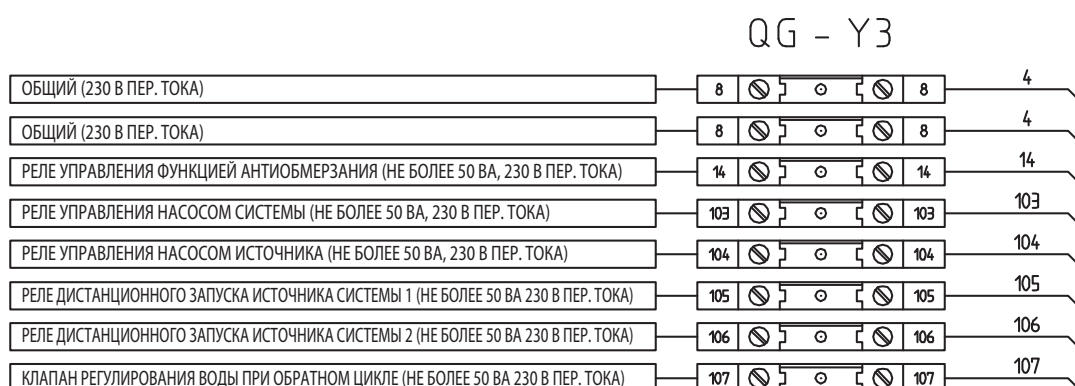 QG - Y3
ОБЩИЙ (230 В ПЕР. ТОКА) 8 8 4
ОБЩИЙ (230 В ПЕР. ТОКА) 8 8 4
РЕЛЕ УПРАВЛЕНИЯ ФУНКЦИЕЙ АНТИОБМЕРЗАНИЯ (НЕ БОЛЕЕ 50 ВА, 230 В ПЕР. ТОКА) 14 14 14
РЕЛЕ УПРАВЛЕНИЯ НАСОСОМ СИСТЕМЫ (НЕ БОЛЕЕ 50 ВА, 230 В ПЕР. ТОКА) 103 103 103
РЕЛЕ УПРАВЛЕНИЯ НАСОСОМ ИСТОЧНИКА (НЕ БОЛЕЕ 50 ВА, 230 В ПЕР. ТОКА) 104 104 104
РЕЛЕ ДИСТАНЦИОННОГО ЗАПУСКА ИСТОЧНИКА СИСТЕМЫ 1 (НЕ БОЛЕЕ 50 ВА 230 В ПЕР. ТОКА) 105 105 105
РЕЛЕ ДИСТАНЦИОННОГО ЗАПУСКА ИСТОЧНИКА СИСТЕМЫ 2 (НЕ БОЛЕЕ 50 ВА 230 В ПЕР. ТОКА) 106 106 106
КЛАПАН РЕГУЛИРОВАНИЯ ВОДЫ ПРИ ОБРАТНОМ ЦИКЛЕ (НЕ БОЛЕЕ 50 ВА 230 В ПЕР. ТОКА) 107 107 107